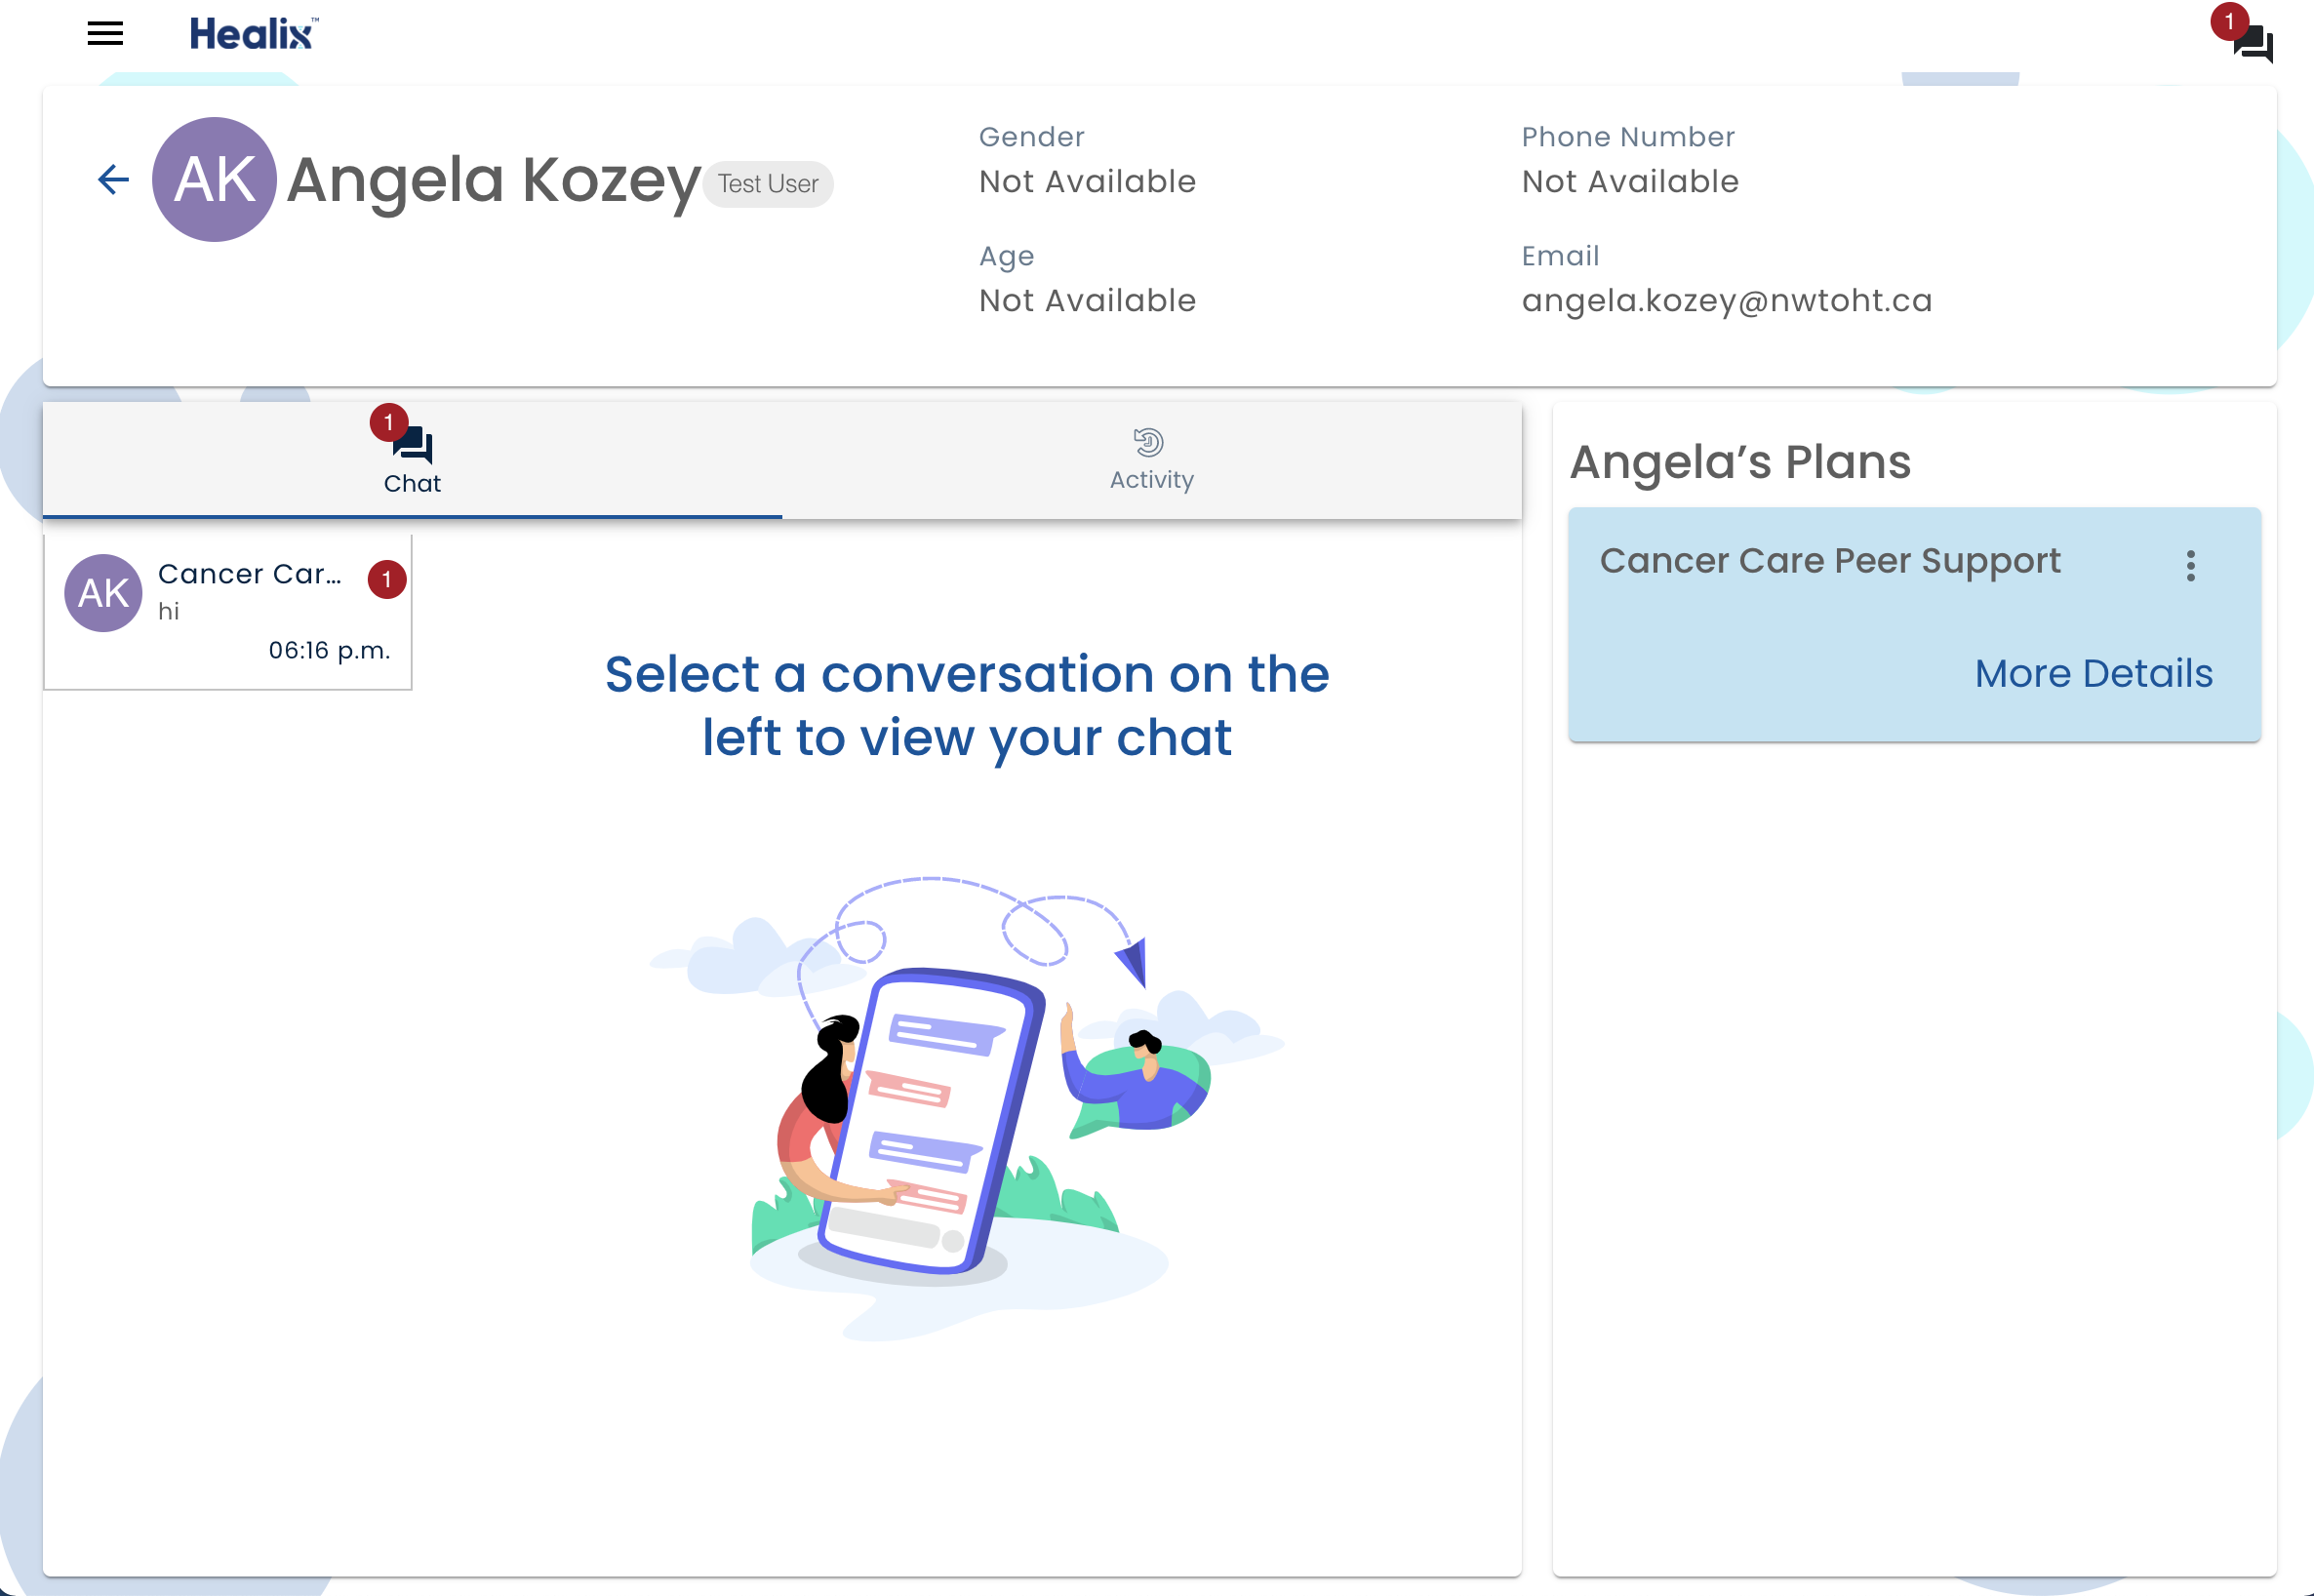 Healix™
1
AK
Angela Kozey
Test User
Gender
Not Available
Phone Number
Not Available
Age
Not Available
Email
angela.kozey@nwtoht.ca
1
Chat
Activity
AK
Cancer Car...
1
hi
06:16 p.m.
Select a conversation on the
left to view your chat
Angela’s Plans
Cancer Care Peer Support
More Details